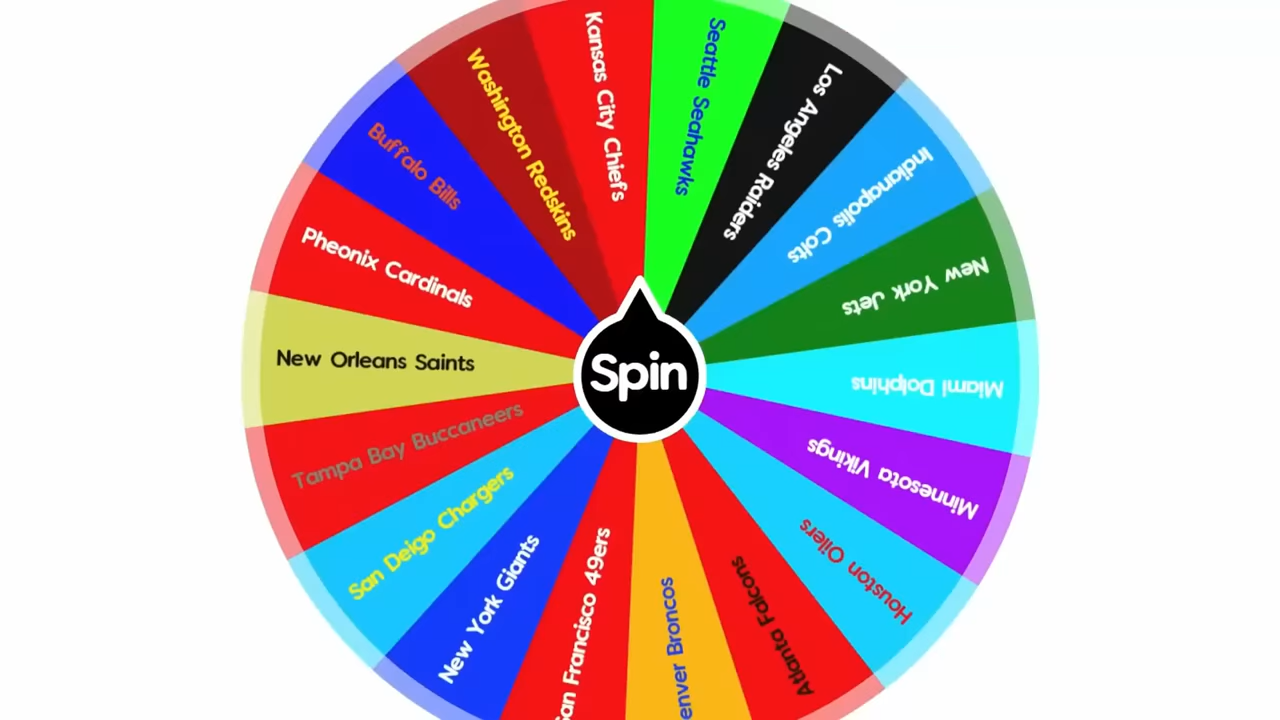 Kansas City Chiefs
Seattle Seahawks
Los Angeles Raiders
Indianapolis Colts
New York Jets
Miami Dolphins
Minnesota Vikings
Houston Oilers
Atlanta Falcons
enver Broncos
San Francisco 49ers
New York Giants
San Deigo Chargers
Tampa Bay Buccaneers
New Orleans Saints
Pheonix Cardinals
Buffalo Bills
Washington Redskins
Spin